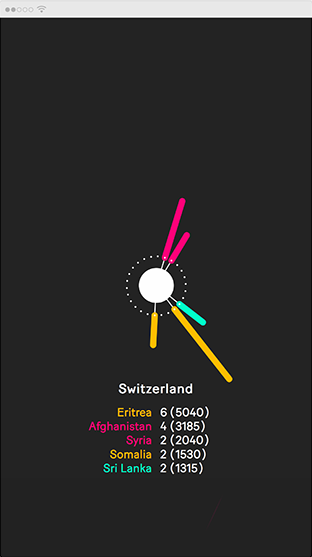 Switzerland
Eritrea 6 (5040)
Afghanistan 4 (3185)
Syria 2 (2040)
Somalia 2 (1530)
Sri Lanka 2 (1315)